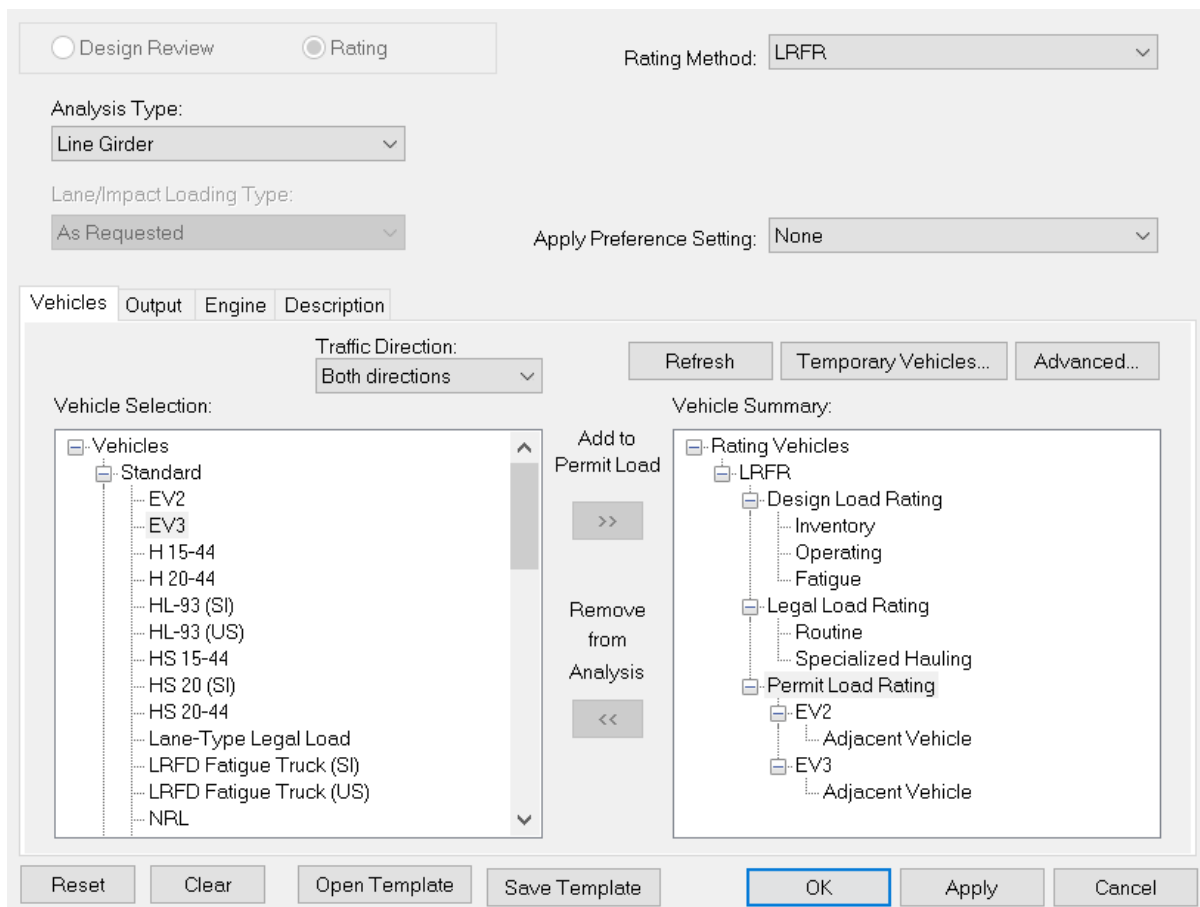 Design Review
Rating
Rating Method:
LRFR
Analysis Type:
Line Girder
Lane/Impact Loading Type:
As Requested
Apply Preference Setting:
None
Vehicles
Output
Engine
Description
Traffic Direction:
Both directions
Refresh
Temporary Vehicles...
Advanced...
Vehicle Selection:
Vehicles
Standard
EV2
EV3
H 15-44
H 20-44
HL-93 (SI)
HL-93 (US)
HS 15-44
HS 20 (SI)
HS 20-44
Lane-Type Legal Load
LRFD Fatigue Truck (SI)
LRFD Fatigue Truck (US)
NRL
Add to
Permit Load
>>
Remove
from
Analysis
<<
Vehicle Summary:
Rating Vehicles
LRFR
Design Load Rating
Inventory
Operating
Fatigue
Legal Load Rating
Routine
Specialized Hauling
Permit Load Rating
EV2
Adjacent Vehicle
EV3
Adjacent Vehicle
Reset
Clear
Open Template
Save Template
OK
Apply
Cancel